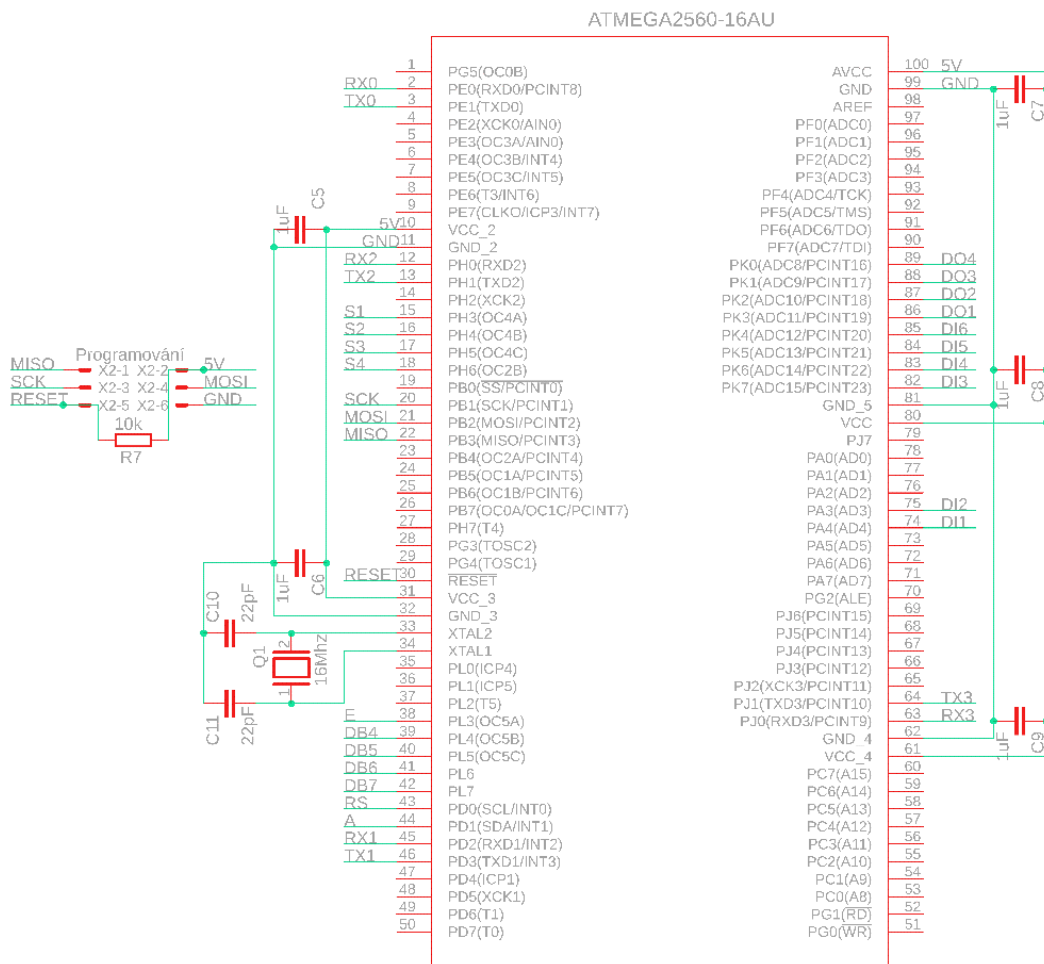 ATMEGA2560-16AU
1 PG5(OC0B) AVCC 100 5V
RX0 2 PE0(RXD0/PCINT8) GND 99 GND
TX0 3 PE1(TXD0) AREF 98
4 PE2(XCK0/AIN0) PF0(ADC0) 97
5 PE3(OC3A/AIN0) PF1(ADC1) 96
6 PE4(OC3B/INT4) PF2(ADC2) 95
7 PE5(OC3C/INT5) PF3(ADC3) 94
8 PE6(T3/INT6) PF4(ADC4/TCK) 93
9 PE7(CLKO/ICP3/INT7) PF5(ADC5/TMS) 92
5V 10 VCC_2 PF6(ADC6/TDO) 91
GND 11 GND_2 PF7(ADC7/TDI) 90
RX2 12 PH0(RXD2) PK0(ADC8/PCINT16) 89 DO4
TX2 13 PH1(TXD2) PK1(ADC9/PCINT17) 88 DO3
14 PH2(XCK2) PK2(ADC10/PCINT18) 87 DO2
S1 15 PH3(OC4A) PK3(ADC11/PCINT19) 86 DO1
S2 16 PH4(OC4B) PK4(ADC12/PCINT20) 85 DI6
S3 17 PH5(OC4C) PK5(ADC13/PCINT21) 84 DI5
S4 18 PH6(OC2B) PK6(ADC14/PCINT22) 83 DI4
19 PB0(SS/PCINT0) PK7(ADC15/PCINT23) 82 DI3
SCK 20 PB1(SCK/PCINT1) GND_5 81
MOSI 21 PB2(MOSI/PCINT2) VCC 80
MISO 22 PB3(MISO/PCINT3) PJ7 79
23 PB4(OC2A/PCINT4) PA0(AD0) 78
24 PB5(OC1A/PCINT5) PA1(AD1) 77
25 PB6(OC1B/PCINT6) PA2(AD2) 76
26 PB7(OC0A/OC1C/PCINT7) PA3(AD3) 75 DI2
27 PH7(T4) PA4(AD4) 74 DI1
28 PG3(TOSC2) PA5(AD5) 73
29 PG4(TOSC1) PA6(AD6) 72
RESET 30 RESET PA7(AD7) 71
31 VCC_3 PG2(ALE) 70
32 GND_3 PJ6(PCINT15) 69
33 XTAL2 PJ5(PCINT14) 68
34 XTAL1 PJ4(PCINT13) 67
35 PL0(ICP4) PJ3(PCINT12) 66
36 PL1(ICP5) PJ2(XCK3/PCINT11) 65
37 PL2(T5) PJ1(TXD3/PCINT10) 64 TX3
E 38 PL3(OC5A) PJ0(RXD3/PCINT9) 63 RX3
DB4 39 PL4(OC5B) GND_4 62
DB5 40 PL5(OC5C) VCC_4 61
DB6 41 PL6 PC7(A15) 60
DB7 42 PL7 PC6(A14) 59
RS 43 PD0(SCL/INT0) PC5(A13) 58
A 44 PD1(SDA/INT1) PC4(A12) 57
RX1 45 PD2(RXD1/INT2) PC3(A11) 56
TX1 46 PD3(TXD1/INT3) PC2(A10) 55
47 PD4(ICP1) PC1(A9) 54
48 PD5(XCK1) PC0(A8) 53
49 PD6(T1) PG1(RD) 52
50 PD7(T0) PG0(WR) 51
Programování
MISO X2-1 X2-2 5V
SCK X2-3 X2-4 MOSI
RESET X2-5 X2-6 GND
10k
R7
1uF C5
1uF C6
C10 22pF
C11 22pF
Q1 2 1 16Mhz
1uF C7
1uF C8
1uF C9